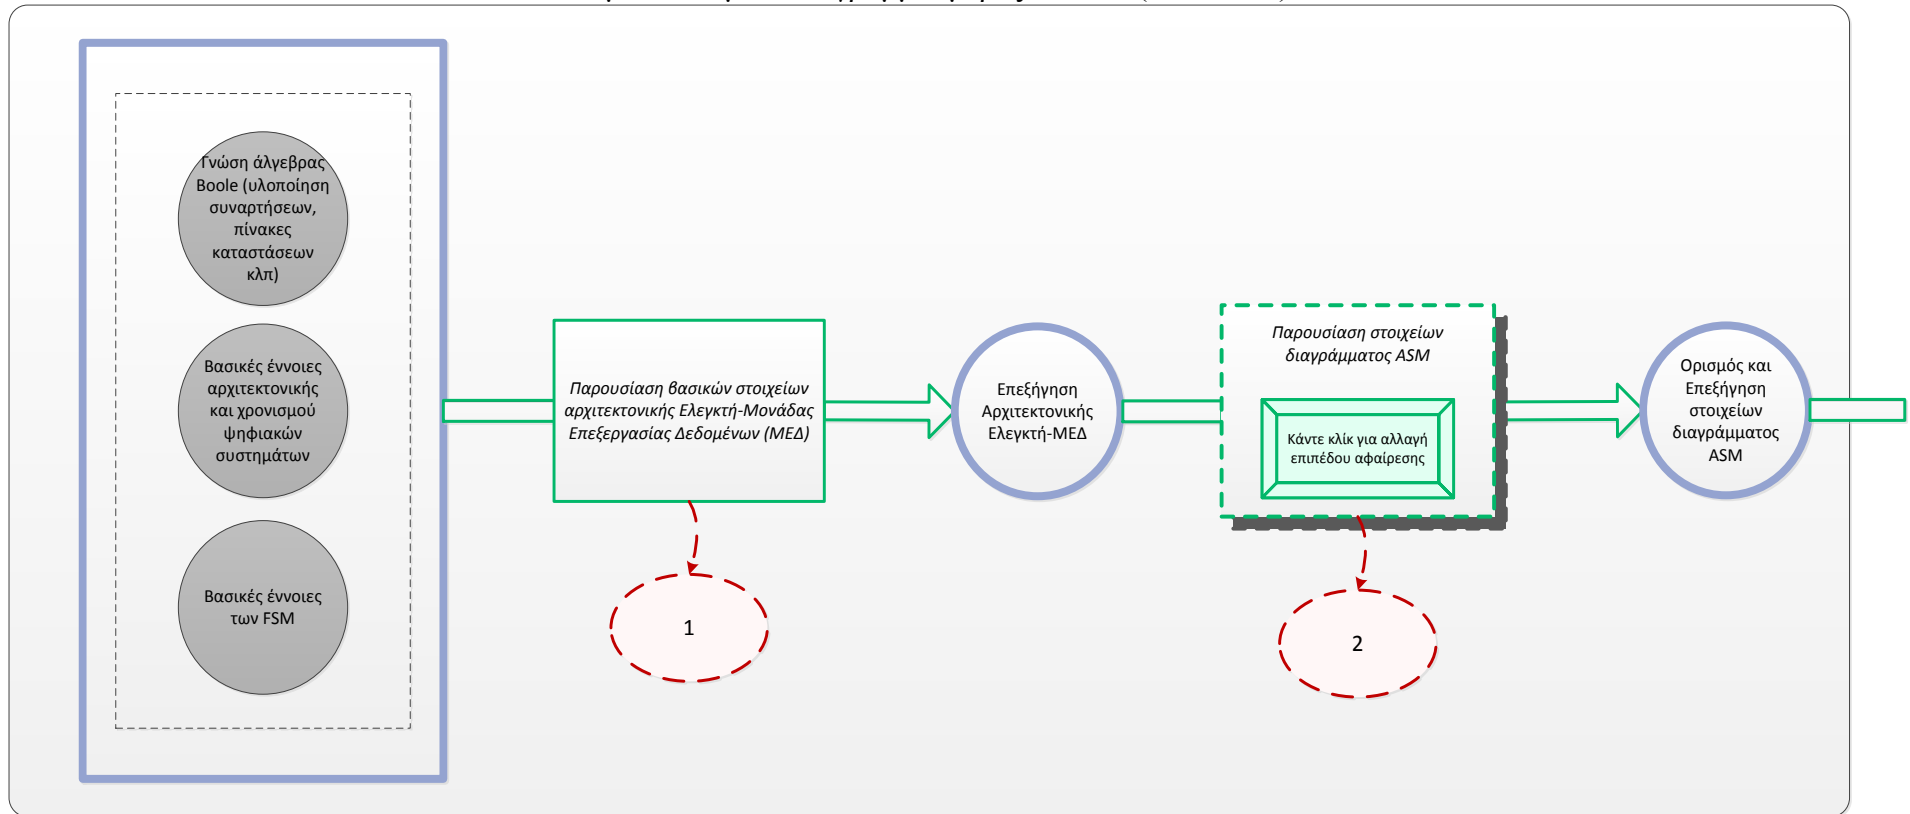 Γνώση άλγεβρας
Boole (υλοποίηση
συναρτήσεων,
πίνακες
καταστάσεων
κλπ)
Βασικές έννοιες
αρχιτεκτονικής
και χρονισμού
ψηφιακών
συστημάτων
Βασικές έννοιες
των FSM
Παρουσίαση βασικών στοιχείων
αρχιτεκτονικής Ελεγκτή-Μονάδας
Επεξεργασίας Δεδομένων (ΜΕΔ)
1
Επεξήγηση
Αρχιτεκτονικής
Ελεγκτή-ΜΕΔ
Παρουσίαση στοιχείων
διαγράμματος ASM
Κάντε κλίκ για αλλαγή
επιπέδου αφαίρεσης
2
Ορισμός και
Επεξήγηση
στοιχείων
διαγράμματος
ASM